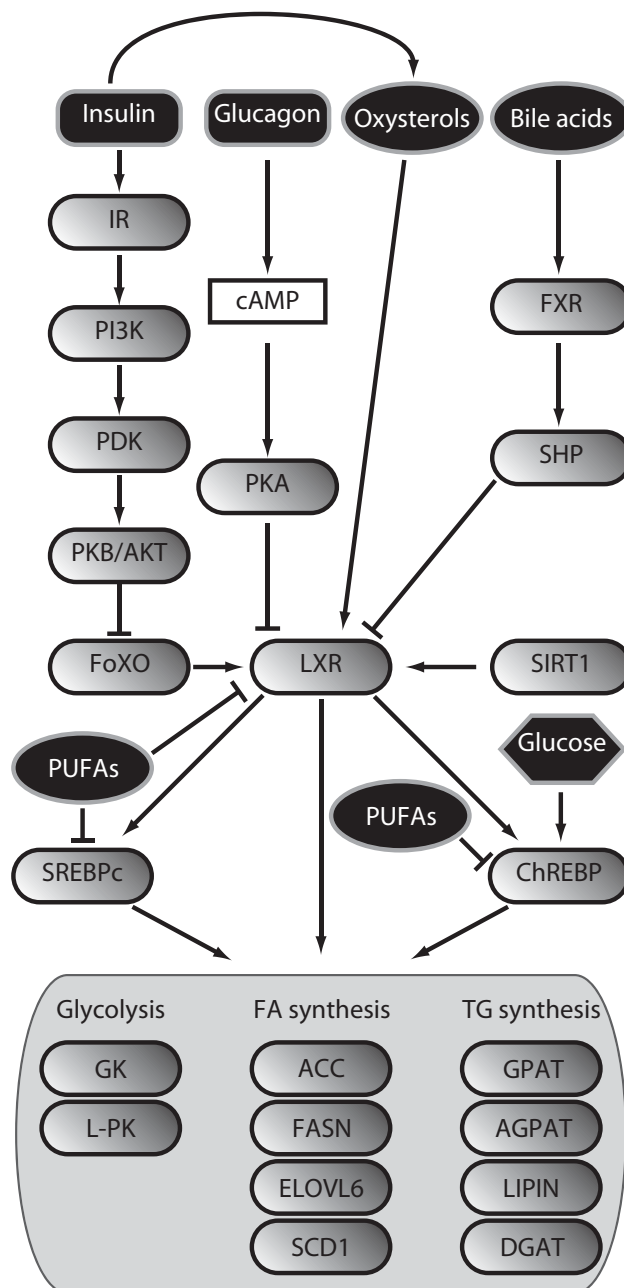 Insulin
Glucagon
Oxysterols
Bile acids
IR
PI3K
cAMP
FXR
PDK
SHP
PKA
PKB/AKT
FoXO
LXR
SIRT1
Glucose
PUFAs
PUFAs
SREBPc
ChREBP
Glycolysis
FA synthesis
TG synthesis
GK
ACC
GPAT
L-PK
FASN
AGPAT
ELOVL6
LIPIN
SCD1
DGAT